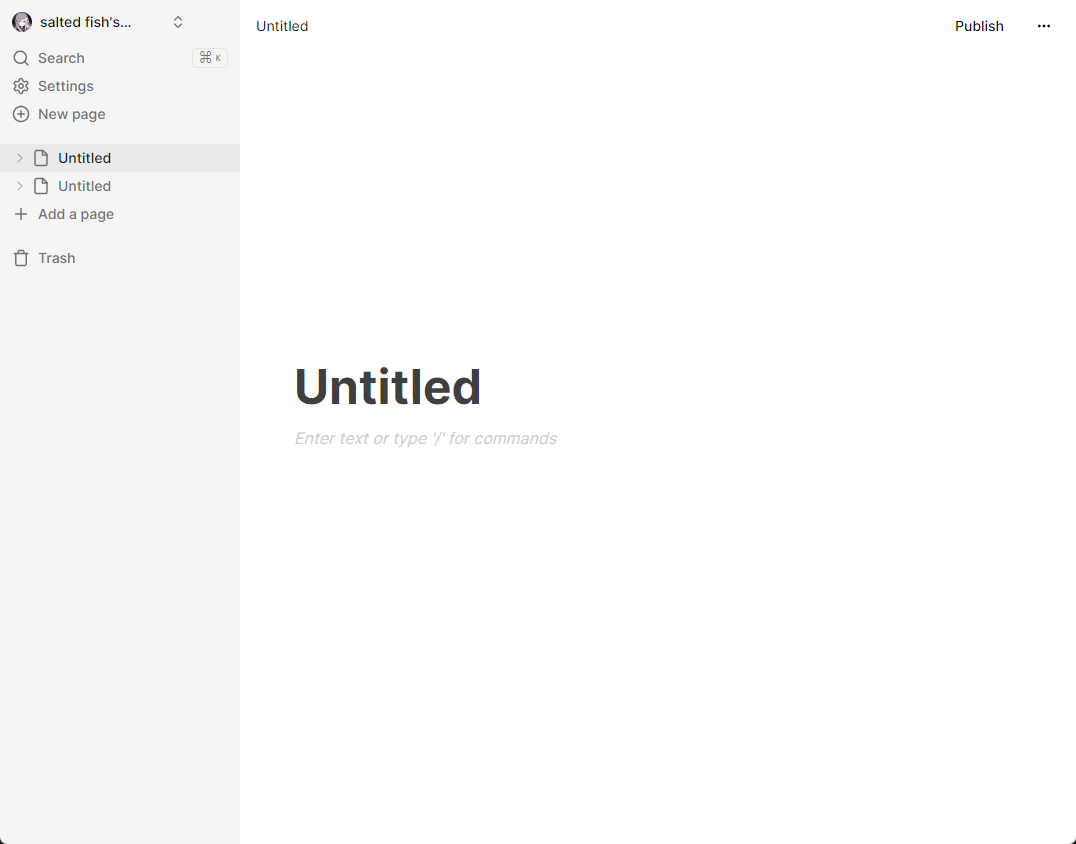 salted fish's...
Search ⌘ K
Settings
New page
Untitled
Untitled
Add a page
Trash
Untitled
Publish
Untitled
Enter text or type '/' for commands